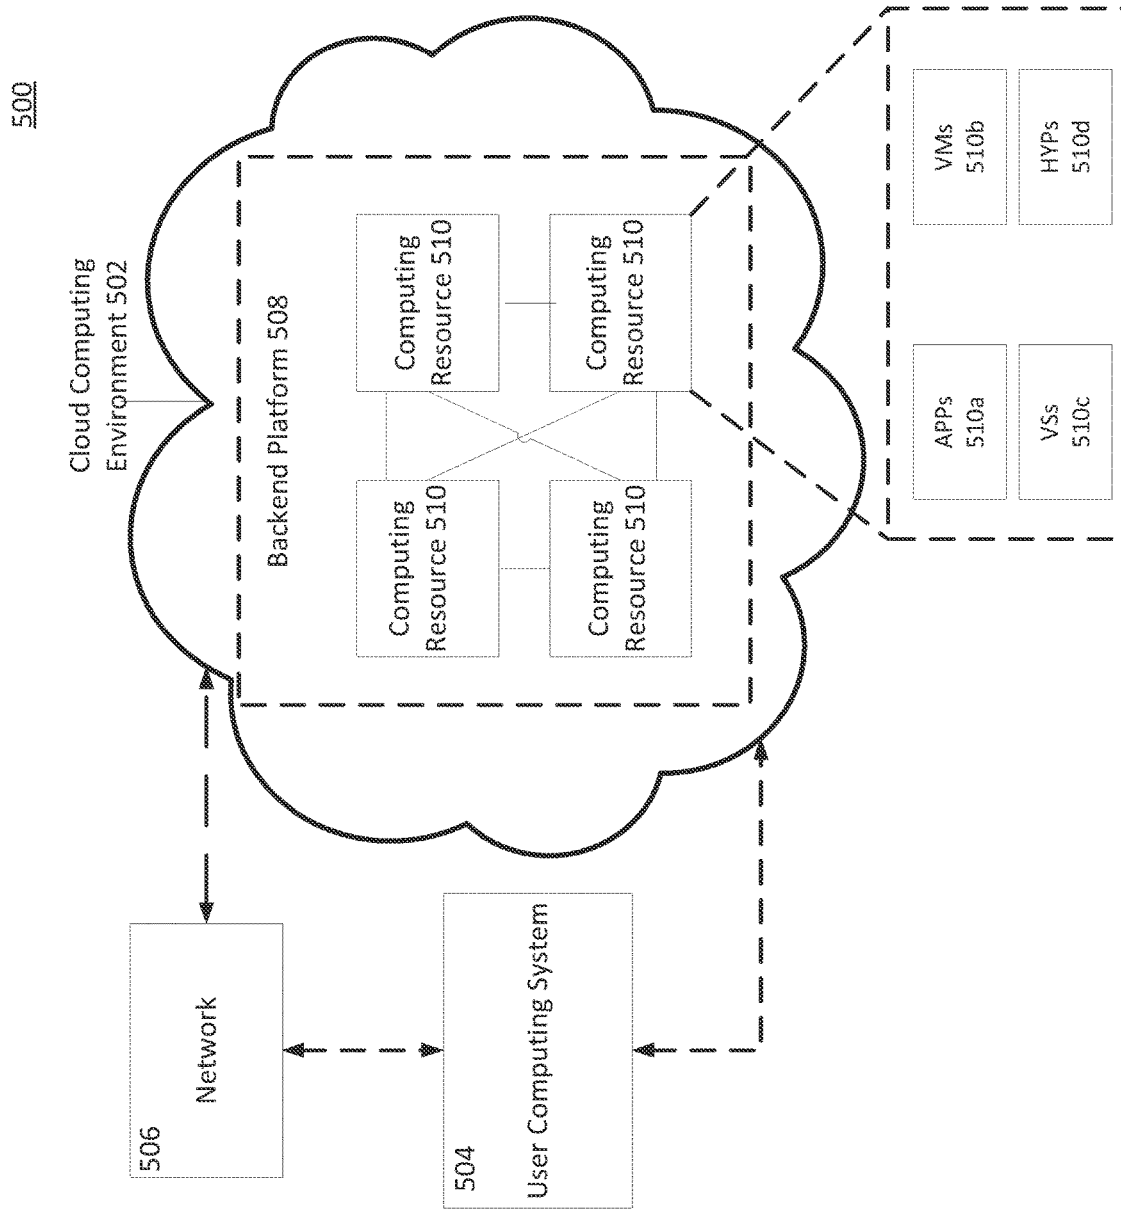 500
Cloud Computing
Environment 502
Backend Platform 508
Computing
Resource 510
Computing
Resource 510
Computing
Resource 510
Computing
Resource 510
506
Network
504
User Computing System
APPs
510a
VMs
510b
VSs
510c
HYPs
510d